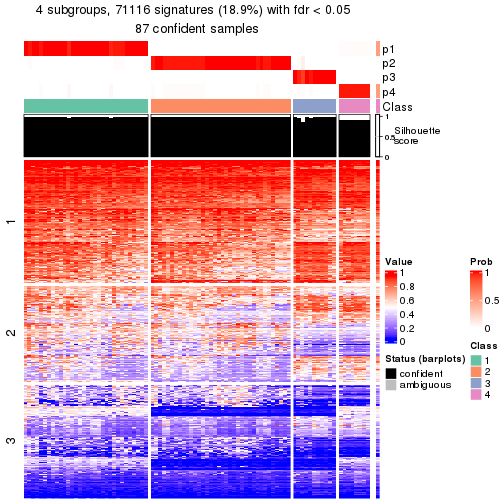 4 subgroups, 71116 signatures (18.9%) with fdr < 0.05
87 confident samples
p1
p2
p3
p4
Class
1
0.5
0
Silhouette
score
1
2
3
Value
1
0.8
0.6
0.4
0.2
0
Status (barplots)
confident
ambiguous
Prob
1
0.5
0
Class
1
2
3
4